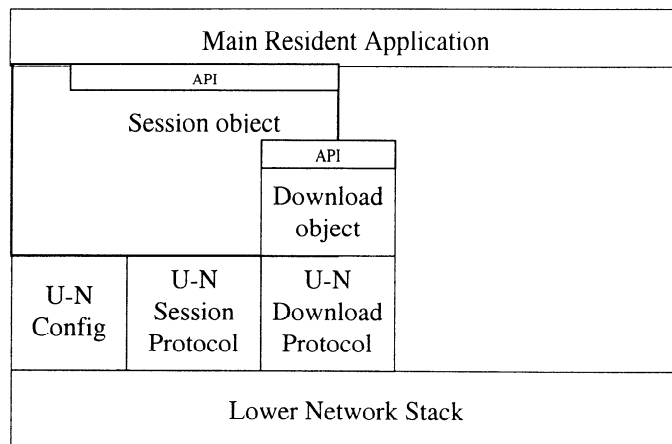 Main Resident Application
API
Session object
API
Download
object
U-N
Config
U-N
Session
Protocol
U-N
Download
Protocol
Lower Network Stack